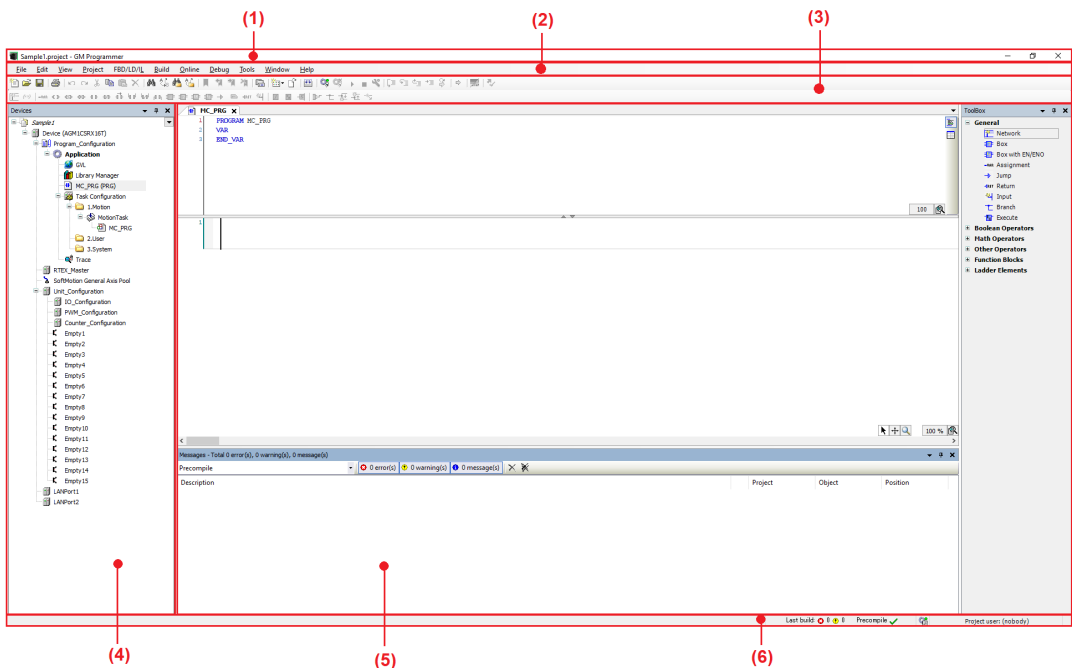 (1)
(2)
(3)
Sample1.project - GM Programmer
File Edit View Project FBD/LD/IL Build Online Debug Tools Window Help
Devices
Sample1
Device (AGM1CSRX16T)
Program_Configuration
Application
GVL
Library Manager
MC_PRG (PRG)
Task Configuration
1.Motion
MotionTask
MC_PRG
2.User
3.System
Trace
RTEX_Master
SoftMotion General Axis Pool
Unit_Configuration
IO_Configuration
PWM_Configuration
Counter_Configuration
Empty1
Empty2
Empty3
Empty4
Empty5
Empty6
Empty7
Empty8
Empty9
Empty10
Empty11
Empty12
Empty13
Empty14
Empty15
LANPort1
LANPort2
MC_PRG
1 PROGRAM MC_PRG
2 VAR
3 END_VAR
100
1
100 %
Messages - Total 0 error(s), 0 warning(s), 0 message(s)
Precompile 0 error(s) 0 warning(s) 0 message(s)
Description Project Object Position
ToolBox
General
Network
Box
Box with EN/ENO
Assignment
Jump
Return
Input
Branch
Execute
Boolean Operators
Math Operators
Other Operators
Function Blocks
Ladder Elements
Last build: 0 0 Precompile Project user: (nobody)
(4)
(5)
(6)